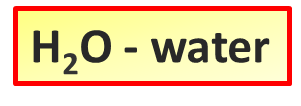 H₂O - water